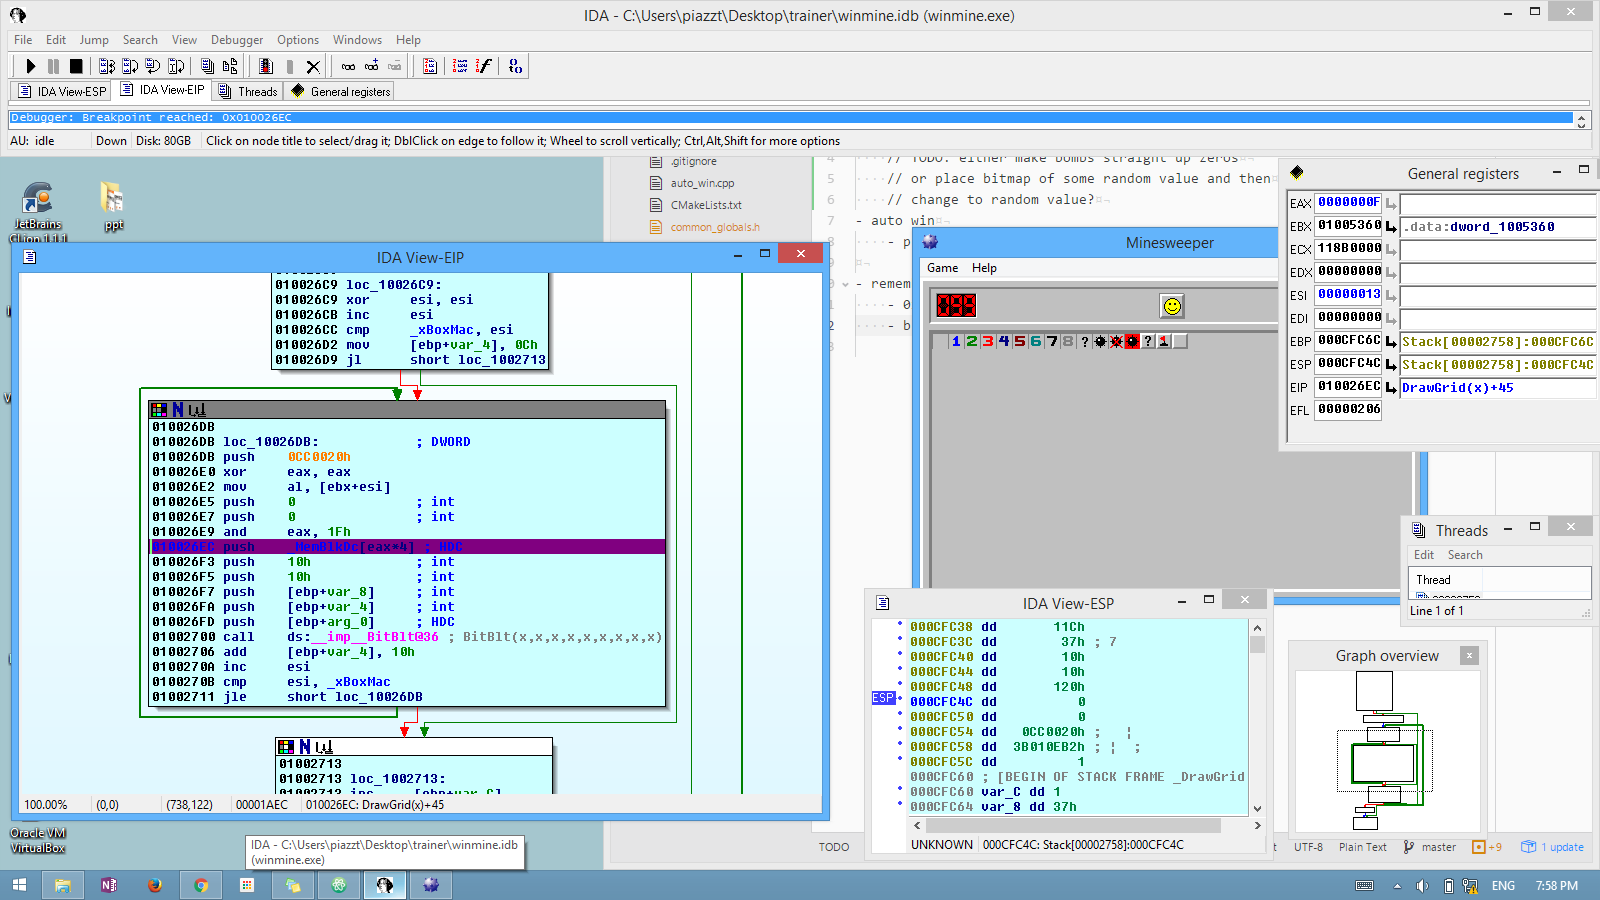 IDA - C:\Users\piazzt\Desktop\trainer\winmine.idb (winmine.exe)
File Edit Jump Search View Debugger Options Windows Help
IDA View-ESP IDA View-EIP Threads General registers
Debugger: Breakpoint reached: 0x010026EC
AU: idle Down Disk: 80GB Click on node title to select/drag it; DblClick on edge to follow it; Wheel to scroll vertically; Ctrl,Alt,Shift for more options
JetBrains
CLion 1.1.1
ppt
.gitignore
auto_win.cpp
CMakeLists.txt
common_globals.h
4 // TODO: either make bombs straight up zeros
5 // or place bitmap of some random value and then
6 // change to random value?
7 - auto win
8 - p
9
- remem
- 0
- b
IDA View-EIP
010026C9 loc_10026C9:
010026C9 xor esi, esi
010026CB inc esi
010026CC cmp _xBoxMac, esi
010026D2 mov [ebp+var_4], 0Ch
010026D9 jl short loc_1002713
010026DB
010026DB loc_10026DB: ; DWORD
010026DB push 0CC0020h
010026E0 xor eax, eax
010026E2 mov al, [ebx+esi]
010026E5 push 0 ; int
010026E7 push 0 ; int
010026E9 and eax, 1Fh
010026EC push _MemBlkDc[eax*4] ; HDC
010026F3 push 10h ; int
010026F5 push 10h ; int
010026F7 push [ebp+var_8] ; int
010026FA push [ebp+var_4] ; int
010026FD push [ebp+arg_0] ; HDC
01002700 call ds:__imp__BitBlt@36 ; BitBlt(x,x,x,x,x,x,x,x,x)
01002706 add [ebp+var_4], 10h
0100270A inc esi
0100270B cmp esi, _xBoxMac
01002711 jle short loc_10026DB
01002713
01002713 loc_1002713:
100.00% (0,0) (738,122) 00001AEC 010026EC: DrawGrid(x)+45
Minesweeper
Game Help
1 2 3 4 5 6 7 8 ? ? 1
General registers
EAX 0000000F
EBX 01005360 .data:dword_1005360
ECX 118B0000
EDX 00000000
ESI 00000013
EDI 00000000
EBP 000CFC6C Stack[00002758]:000CFC6C
ESP 000CFC4C Stack[00002758]:000CFC4C
EIP 010026EC DrawGrid(x)+45
EFL 00000206
Threads
Edit Search
Thread
Line 1 of 1
IDA View-ESP
000CFC38 dd 11Ch
000CFC3C dd 37h ; 7
000CFC40 dd 10h
000CFC44 dd 10h
000CFC48 dd 120h
ESP 000CFC4C dd 0
000CFC50 dd 0
000CFC54 dd 0CC0020h ; ¦
000CFC58 dd 3B010EB2h ; ¦ ;
000CFC5C dd 1
000CFC60 ; [BEGIN OF STACK FRAME _DrawGrid
000CFC60 var_C dd 1
000CFC64 var_8 dd 37h
UNKNOWN 000CFC4C: Stack[00002758]:000CFC4C
Graph overview
Oracle VM
VirtualBox
IDA - C:\Users\piazzt\Desktop\trainer\winmine.idb
(winmine.exe)
TODO UTF-8 Plain Text master +9 1 update
ENG 7:58 PM